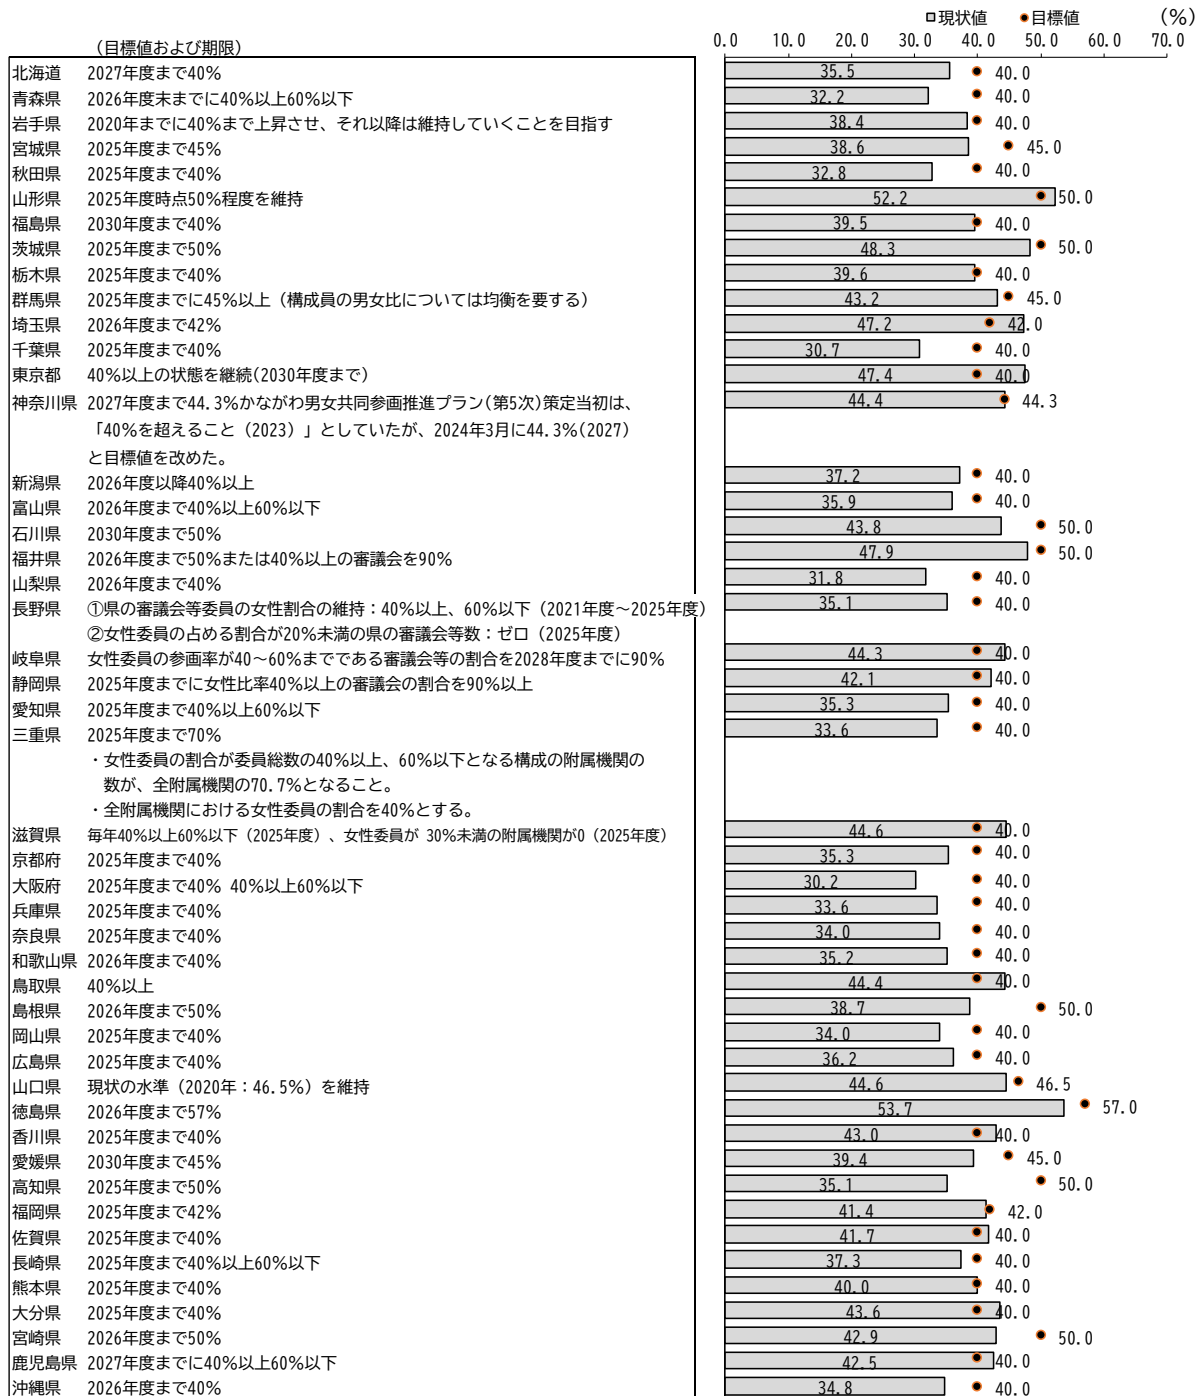 □現状値 ●目標値 (%)
(目標値および期限) 0.0 10.0 20.0 30.0 40.0 50.0 60.0 70.0
北海道 2027年度まで40% 35.5 40.0
青森県 2026年度末までに40%以上60%以下 32.2 40.0
岩手県 2020年までに40%まで上昇させ、それ以降は維持していくことを目指す 38.4 40.0
宮城県 2025年度まで45% 38.6 45.0
秋田県 2025年度まで40% 32.8 40.0
山形県 2025年度時点50%程度を維持 52.2 50.0
福島県 2030年度まで40% 39.5 40.0
茨城県 2025年度まで50% 48.3 50.0
栃木県 2025年度まで40% 39.6 40.0
群馬県 2025年度までに45%以上(構成員の男女比については均衡を要する) 43.2 45.0
埼玉県 2026年度まで42% 47.2 42.0
千葉県 2025年度まで40% 30.7 40.0
東京都 40%以上の状態を継続(2030年度まで) 47.4 40.0
神奈川県 2027年度まで44.3%かながわ男女共同参画推進プラン(第5次)策定当初は、 44.4 44.3
「40%を超えること(2023)」としていたが、2024年3月に44.3%(2027)
と目標値を改めた。
新潟県 2026年度以降40%以上 37.2 40.0
富山県 2026年度まで40%以上60%以下 35.9 40.0
石川県 2030年度まで50% 43.8 50.0
福井県 2026年度まで50%または40%以上の審議会を90% 47.9 50.0
山梨県 2026年度まで40% 31.8 40.0
長野県 ①県の審議会等委員の女性割合の維持:40%以上、60%以下(2021年度~2025年度) 35.1 40.0
②女性委員の占める割合が20%未満の県の審議会等数:ゼロ(2025年度)
岐阜県 女性委員の参画率が40~60%までである審議会等の割合を2028年度までに90% 44.3 40.0
静岡県 2025年度までに女性比率40%以上の審議会の割合を90%以上 42.1 40.0
愛知県 2025年度まで40%以上60%以下 35.3 40.0
三重県 2025年度まで70% 33.6 40.0
・女性委員の割合が委員総数の40%以上、60%以下となる構成の附属機関の
数が、全附属機関の70.7%となること。
・全附属機関における女性委員の割合を40%とする。
滋賀県 毎年40%以上60%以下(2025年度)、女性委員が 30%未満の附属機関が0(2025年度) 44.6 40.0
京都府 2025年度まで40% 35.3 40.0
大阪府 2025年度まで40% 40%以上60%以下 30.2 40.0
兵庫県 2025年度まで40% 33.6 40.0
奈良県 2025年度まで40% 34.0 40.0
和歌山県 2026年度まで40% 35.2 40.0
鳥取県 40%以上 44.4 40.0
島根県 2026年度まで50% 38.7 50.0
岡山県 2025年度まで40% 34.0 40.0
広島県 2025年度まで40% 36.2 40.0
山口県 現状の水準(2020年:46.5%)を維持 44.6 46.5
徳島県 2026年度まで57% 53.7 57.0
香川県 2025年度まで40% 43.0 40.0
愛媛県 2030年度まで45% 39.4 45.0
高知県 2025年度まで50% 35.1 50.0
福岡県 2025年度まで42% 41.4 42.0
佐賀県 2025年度まで40% 41.7 40.0
長崎県 2025年度まで40%以上60%以下 37.3 40.0
熊本県 2025年度まで40% 40.0 40.0
大分県 2025年度まで40% 43.6 40.0
宮崎県 2026年度まで50% 42.9 50.0
鹿児島県 2027年度までに40%以上60%以下 42.5 40.0
沖縄県 2026年度まで40% 34.8 40.0